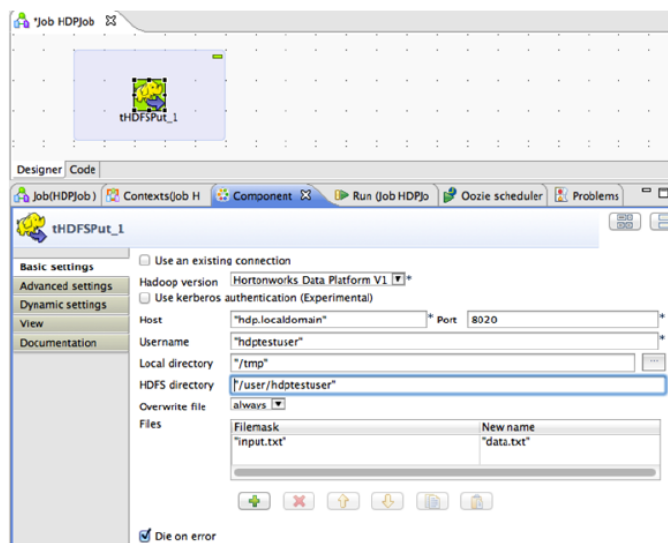 *Job HDPJob
tHDFSPut_1
Designer Code
Job(HDPJob) Contexts(Job H Component Run (Job HDPJo Oozie scheduler Problems
tHDFSPut_1
Basic settings
Advanced settings
Dynamic settings
View
Documentation
Use an existing connection
Hadoop version Hortonworks Data Platform V1 *
Use kerberos authentication (Experimental)
Host "hdp.localdomain" * Port 8020 *
Username "hdptestuser" *
Local directory "/tmp" ...
HDFS directory "/user/hdptestuser"
Overwrite file always
Files
Filemask New name
"input.txt" "data.txt"
Die on error